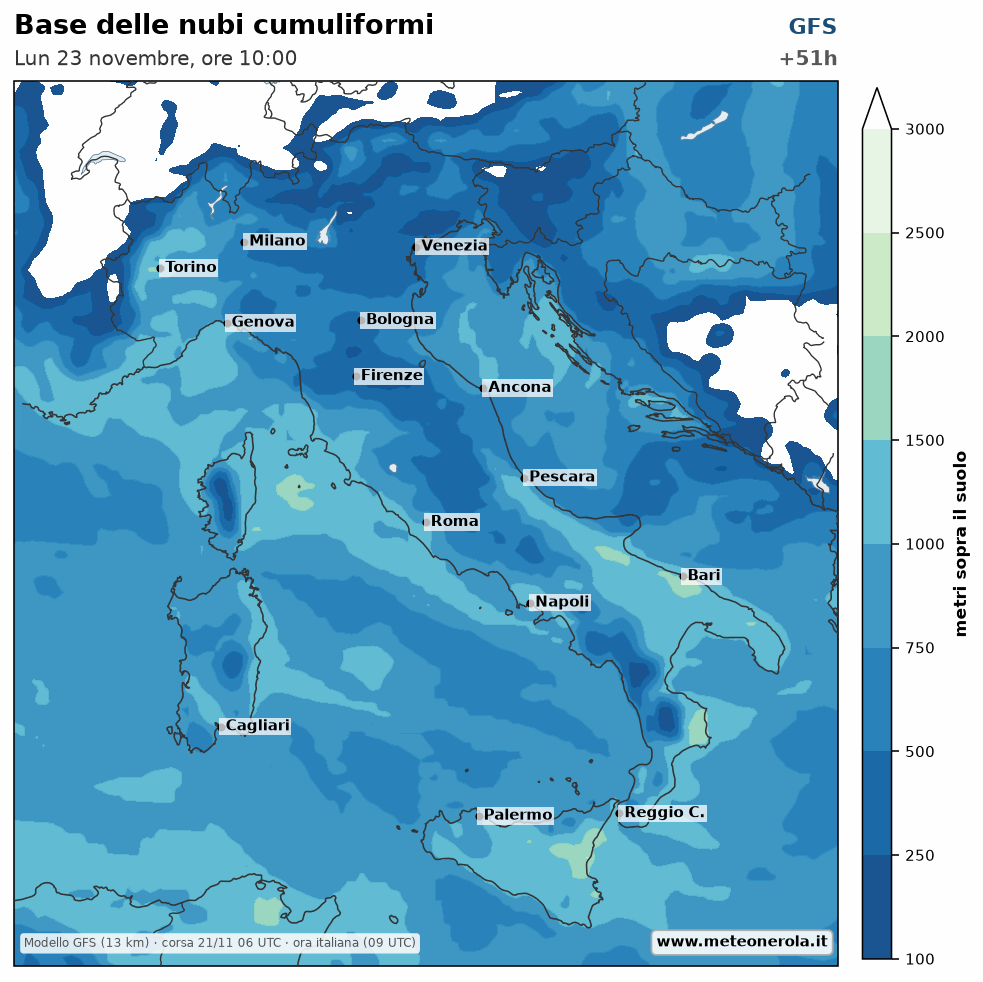 Base delle nubi cumuliformi
GFS
Lun 23 novembre, ore 10:00
+51h
3000
2500
2000
1500
1000
750
500
250
100
metri sopra il suolo
Milano
Venezia
Torino
Genova
Bologna
Firenze
Ancona
Pescara
Roma
Bari
Napoli
Cagliari
Palermo
Reggio C.
Modello GFS (13 km) · corsa 21/11 06 UTC · ora italiana (09 UTC)
www.meteonerola.it